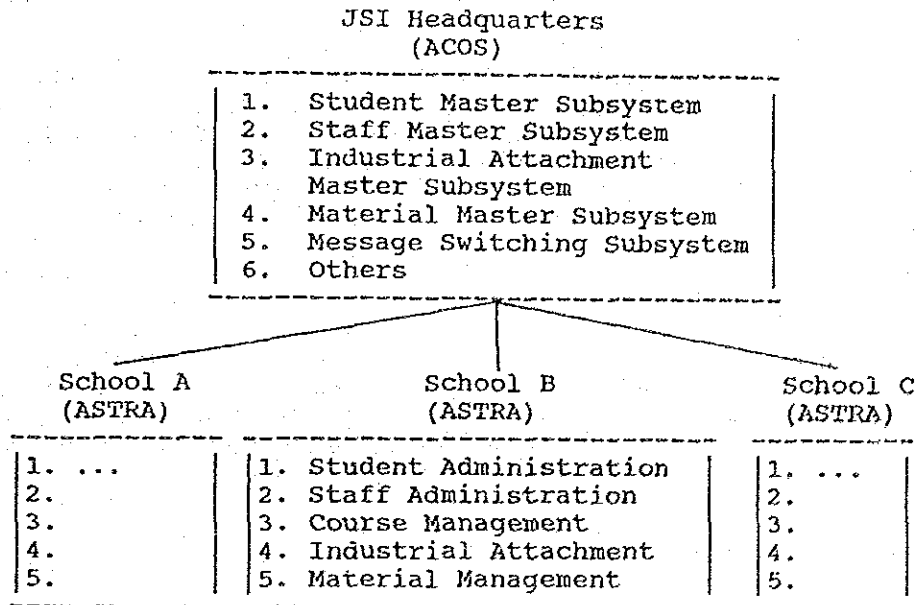 JSI Headquarters
(ACOS)
1. Student Master Subsystem
2. Staff Master Subsystem
3. Industrial Attachment
Master Subsystem
4. Material Master Subsystem
5. Message Switching Subsystem
6. Others
School A
(ASTRA)
1. ...
2.
3.
4.
5.
School B
(ASTRA)
1. Student Administration
2. Staff Administration
3. Course Management
4. Industrial Attachment
5. Material Management
School C
(ASTRA)
1. ...
2.
3.
4.
5.